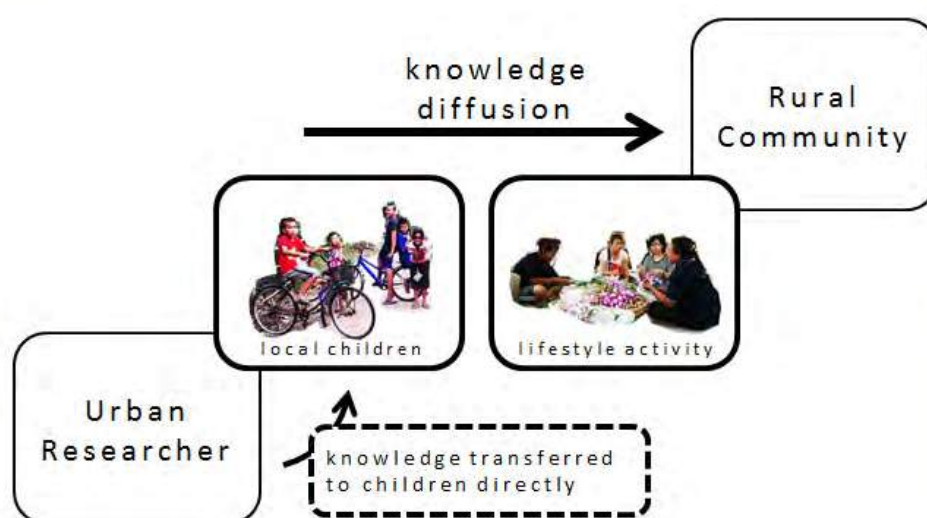 knowledge
diffusion
Rural
Community
local children
lifestyle activity
Urban
Researcher
knowledge transferred
to children directly